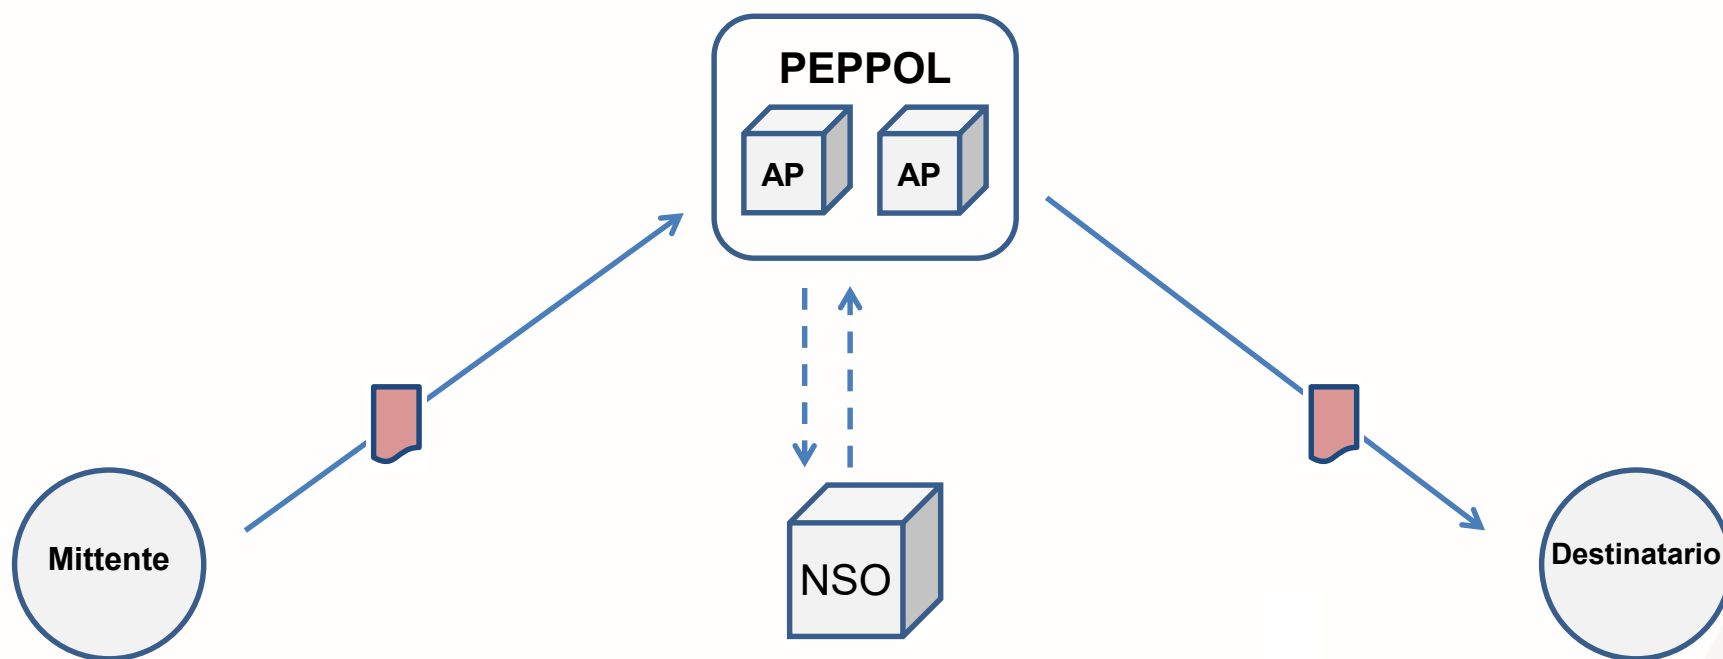 PEPPOL
AP AP
Mittente
NSO
Destinatario